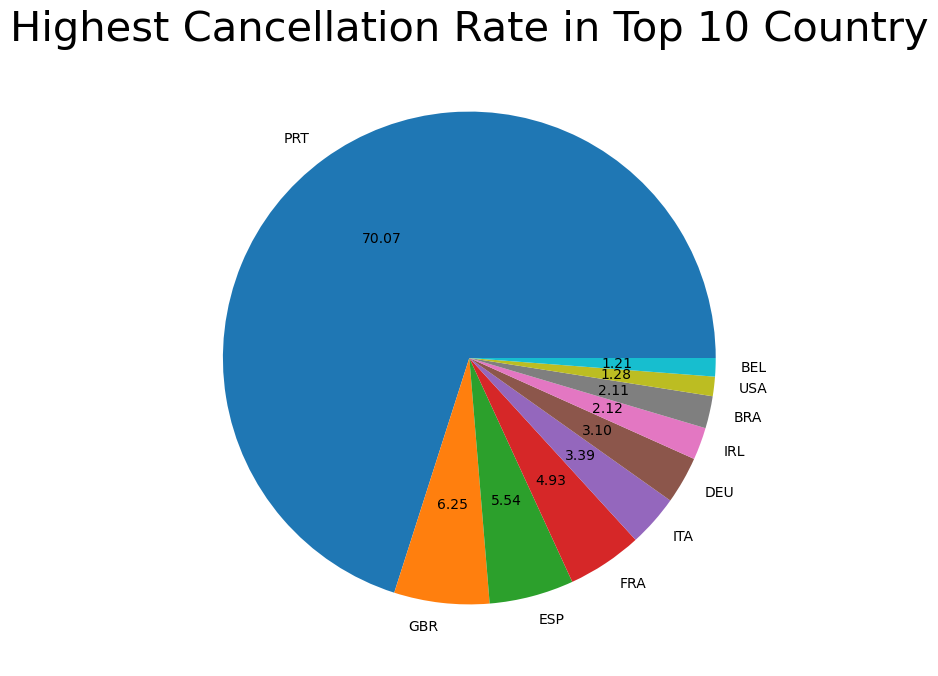 Highest Cancellation Rate in Top 10 Country
PRT
70.07
1.21
BEL
1.28
USA
2.11
BRA
2.12
IRL
3.10
DEU
3.39
ITA
4.93
FRA
5.54
ESP
6.25
GBR